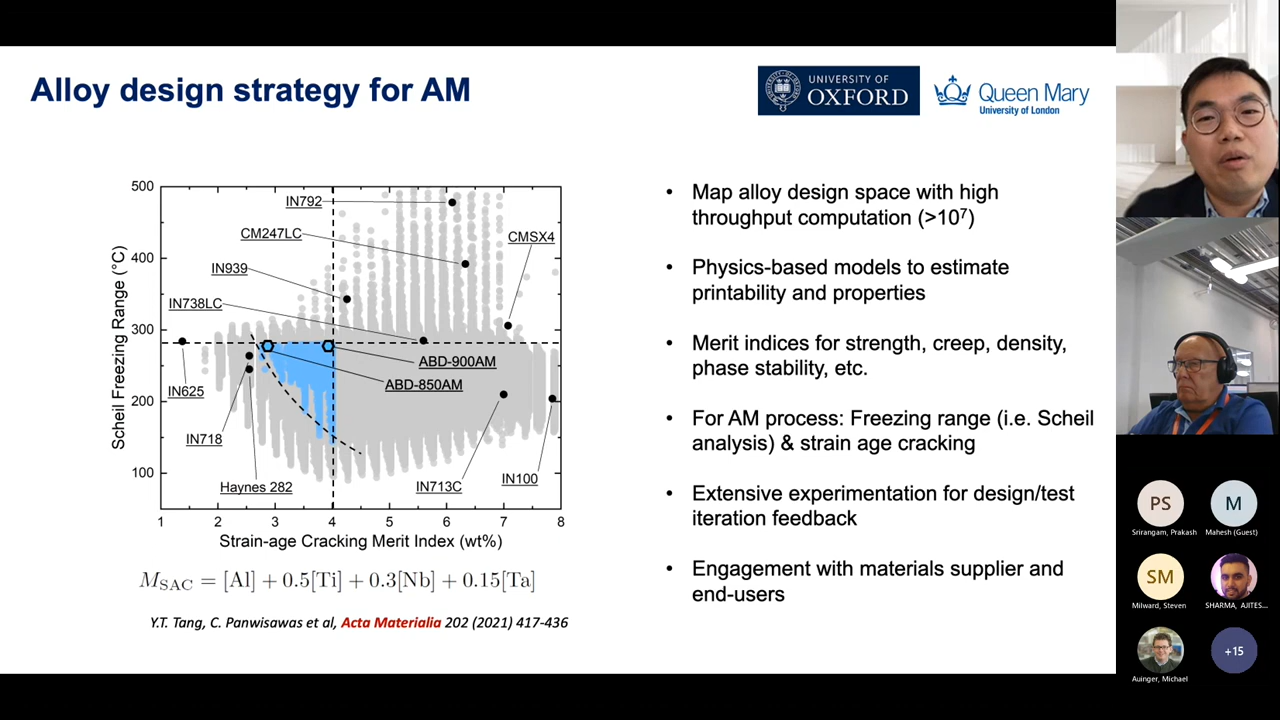 Alloy design strategy for AM
UNIVERSITY OF
OXFORD
Queen Mary
University of London
500
400
300
200
100
Scheil Freezing Range (°C)
IN792
CM247LC
CMSX4
IN939
IN738LC
ABD-900AM
ABD-850AM
IN625
IN718
Haynes 282
IN713C
IN100
1 2 3 4 5 6 7 8
Strain-age Cracking Merit Index (wt%)
M_SAC = [Al] + 0.5[Ti] + 0.3[Nb] + 0.15[Ta]
Y.T. Tang, C. Panwisawas et al, Acta Materialia 202 (2021) 417-436
• Map alloy design space with high
throughput computation (>10⁷)
• Physics-based models to estimate
printability and properties
• Merit indices for strength, creep, density,
phase stability, etc.
• For AM process: Freezing range (i.e. Scheil
analysis) & strain age cracking
• Extensive experimentation for design/test
iteration feedback
• Engagement with materials supplier and
end-users
PS
M
Srirangam, Prakash
Mahesh (Guest)
SM
Milward, Steven
SHARMA, AJITES...
+15
Auinger, Michael